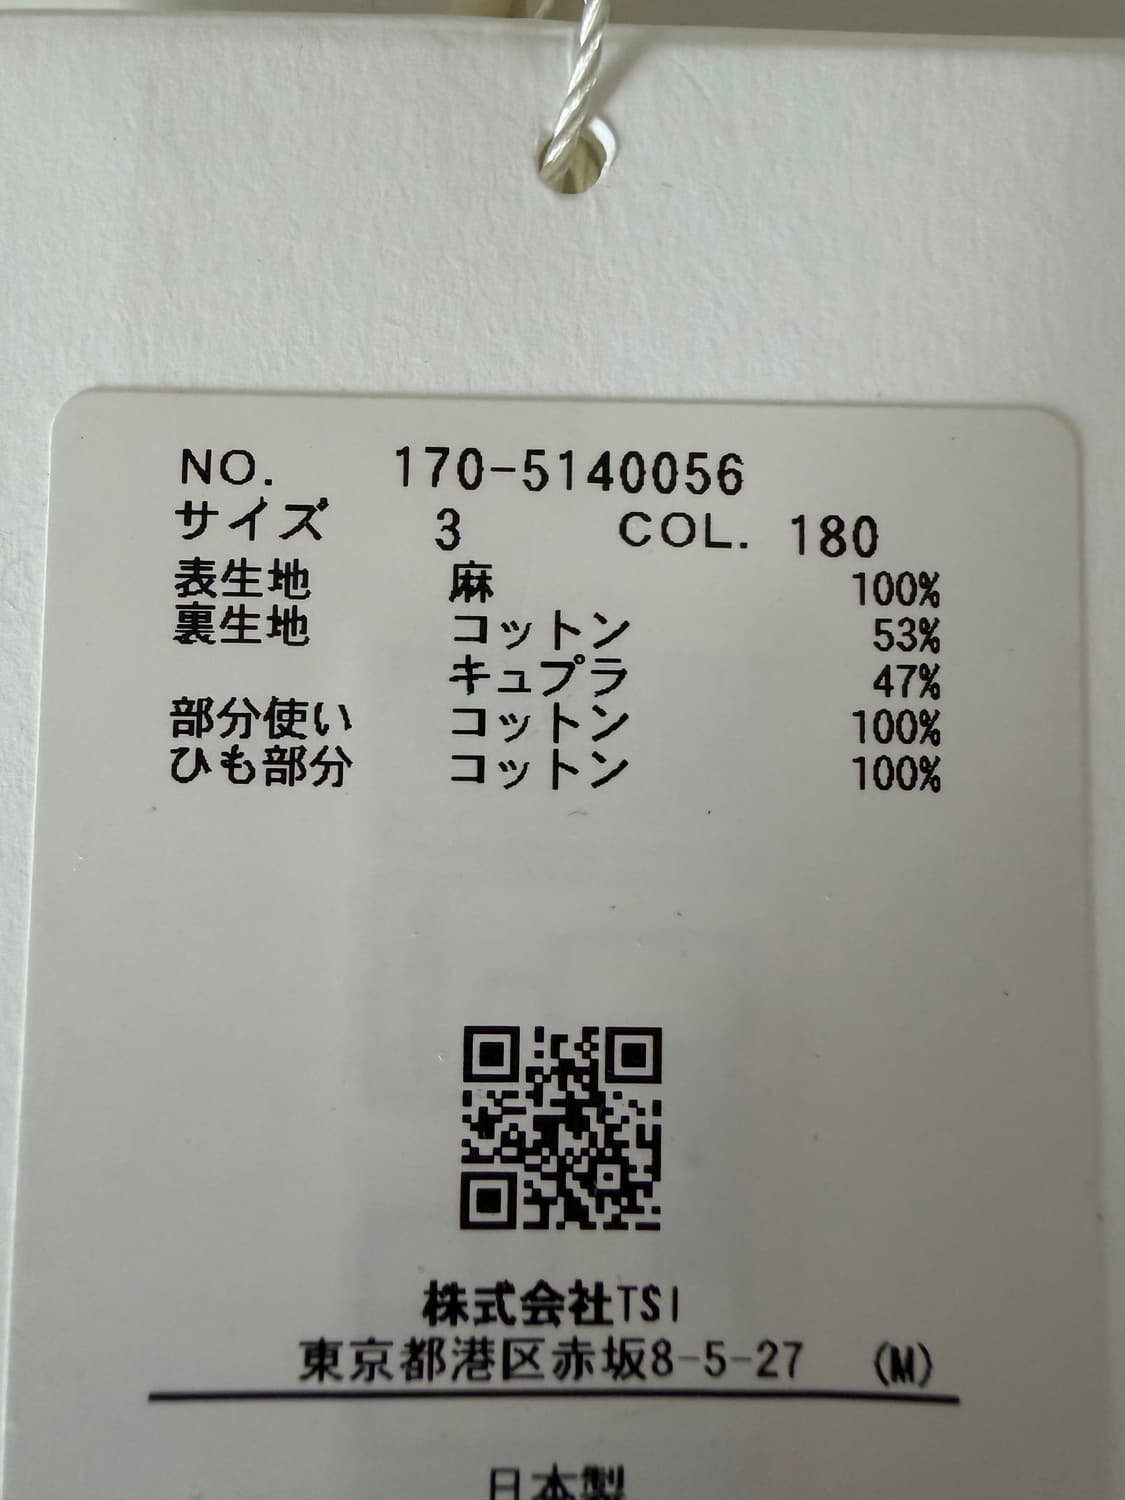 NO. 170-5140056
サイズ 3 COL. 180
表生地 麻 100%
裏生地 コットン 53%
キュプラ 47%
部分使い コットン 100%
ひも部分 コットン 100%
株式会社TSI
東京都港区赤坂8-5-27 (M)
日本製